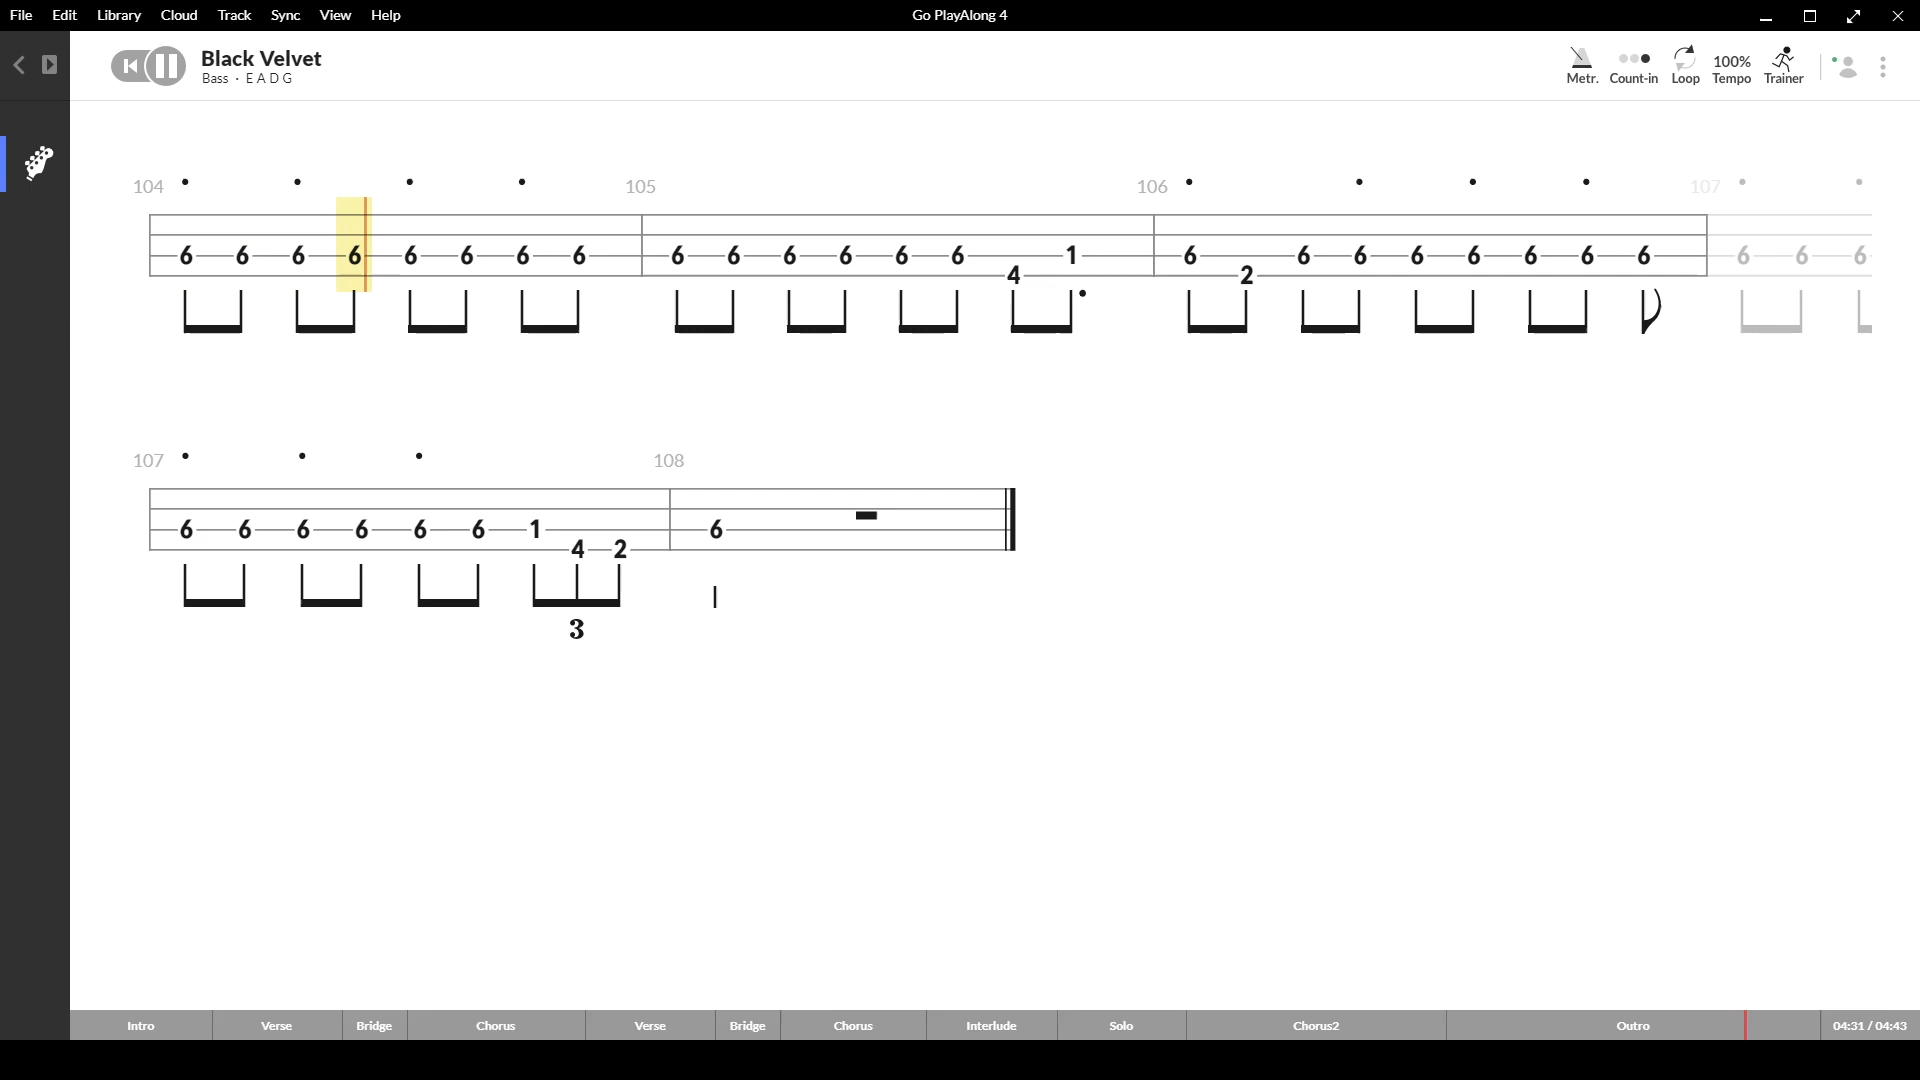 File Edit Library Cloud Track Sync View Help Go PlayAlong 4
Black Velvet
Bass · E A D G
100%
Metr. Count-in Loop Tempo Trainer
104 105 106 107
6 6 6 6 6 6 6 6 6 6 6 6 6 6 1 6 6 6 6 6 6 6 6 6 6 6
4 2
107 108
6 6 6 6 6 6 1 6
4 2
3
Intro Verse Bridge Chorus Verse Bridge Chorus Interlude Solo Chorus2 Outro 04:31 / 04:43